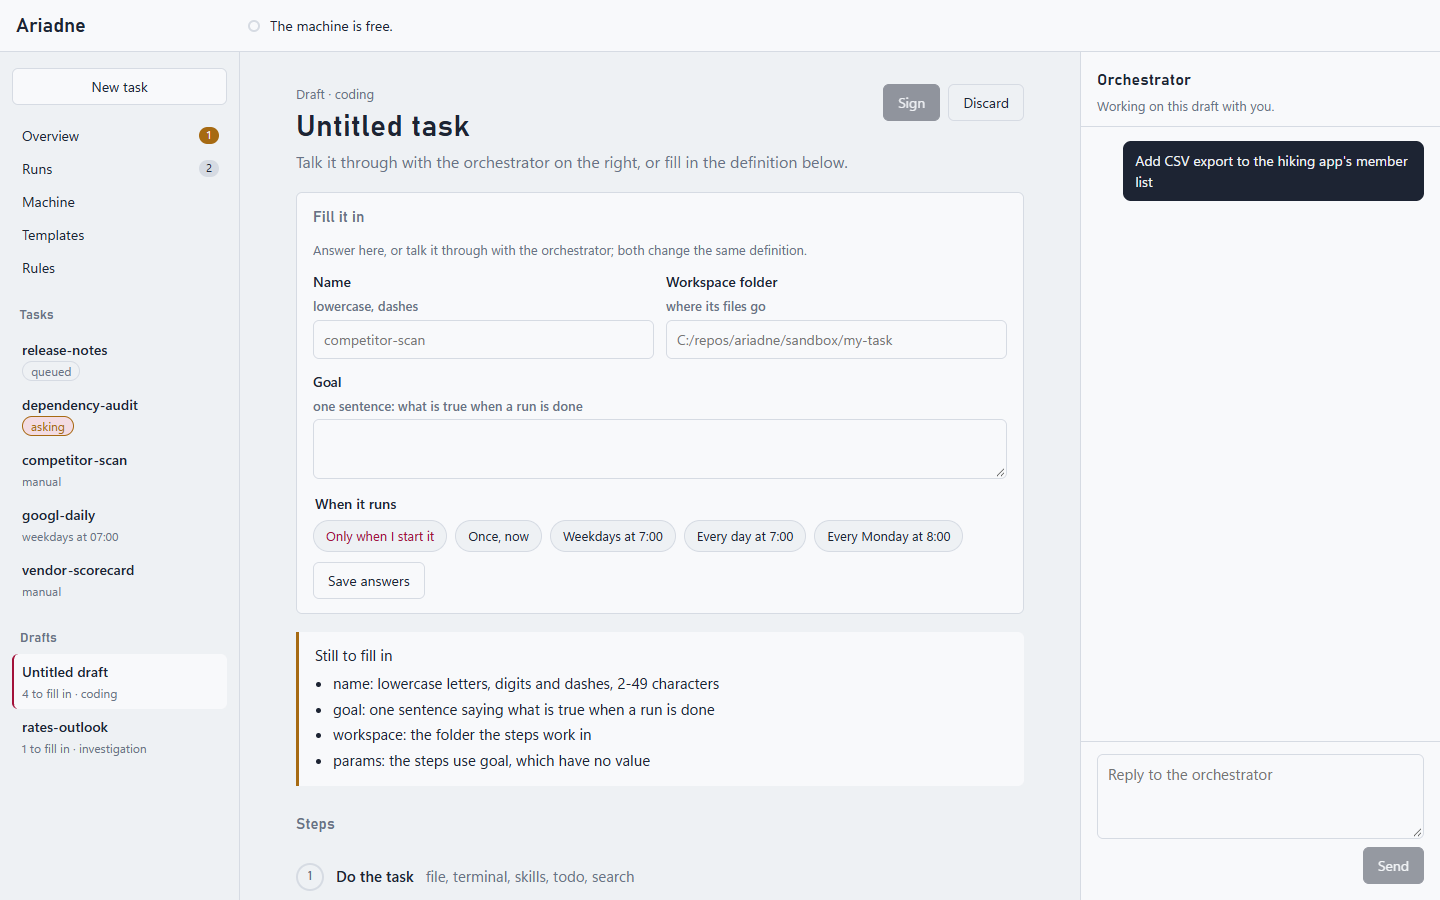 Ariadne
The machine is free.
New task
Overview 1
Runs 2
Machine
Templates
Rules
Tasks
release-notes
queued
dependency-audit
asking
competitor-scan
manual
googl-daily
weekdays at 07:00
vendor-scorecard
manual
Drafts
Untitled draft
4 to fill in · coding
rates-outlook
1 to fill in · investigation
Draft · coding
Untitled task
Sign
Discard
Talk it through with the orchestrator on the right, or fill in the definition below.
Fill it in
Answer here, or talk it through with the orchestrator; both change the same definition.
Name
lowercase, dashes
competitor-scan
Workspace folder
where its files go
C:/repos/ariadne/sandbox/my-task
Goal
one sentence: what is true when a run is done
When it runs
Only when I start it
Once, now
Weekdays at 7:00
Every day at 7:00
Every Monday at 8:00
Save answers
Still to fill in
• name: lowercase letters, digits and dashes, 2-49 characters
• goal: one sentence saying what is true when a run is done
• workspace: the folder the steps work in
• params: the steps use goal, which have no value
Steps
1 Do the task file, terminal, skills, todo, search
Orchestrator
Working on this draft with you.
Add CSV export to the hiking app's member
list
Reply to the orchestrator
Send